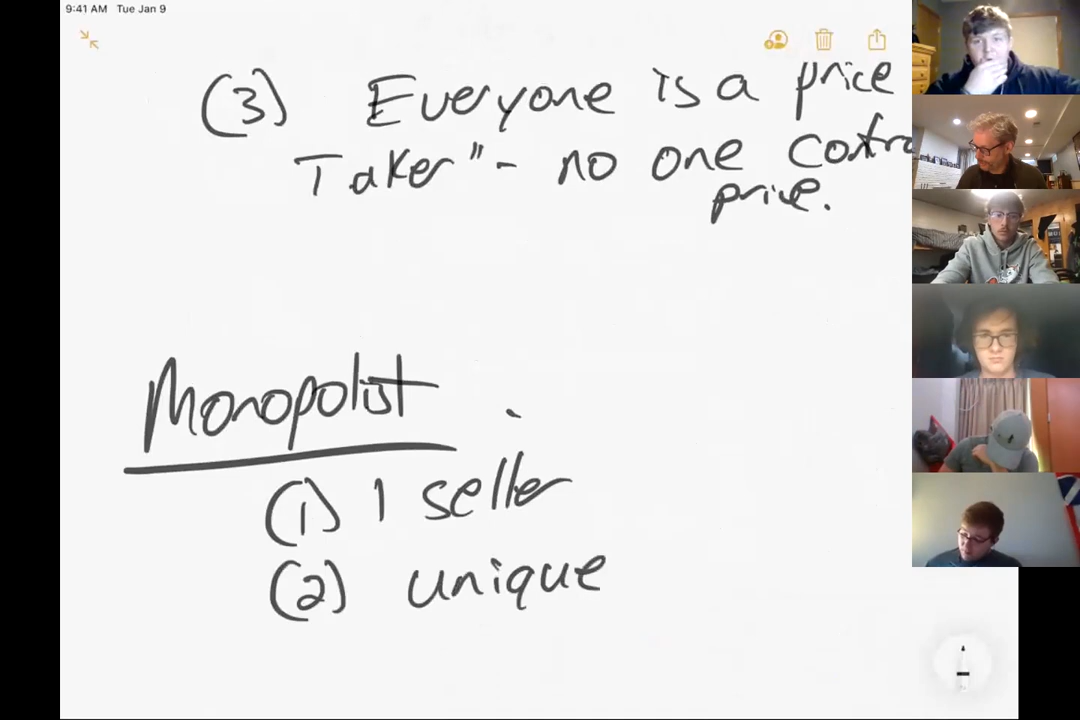 9:41 AM Tue Jan 9
(3) Everyone is a price
Taker" - no one contro
price.
Monopolist
(1) 1 seller
(2) unique